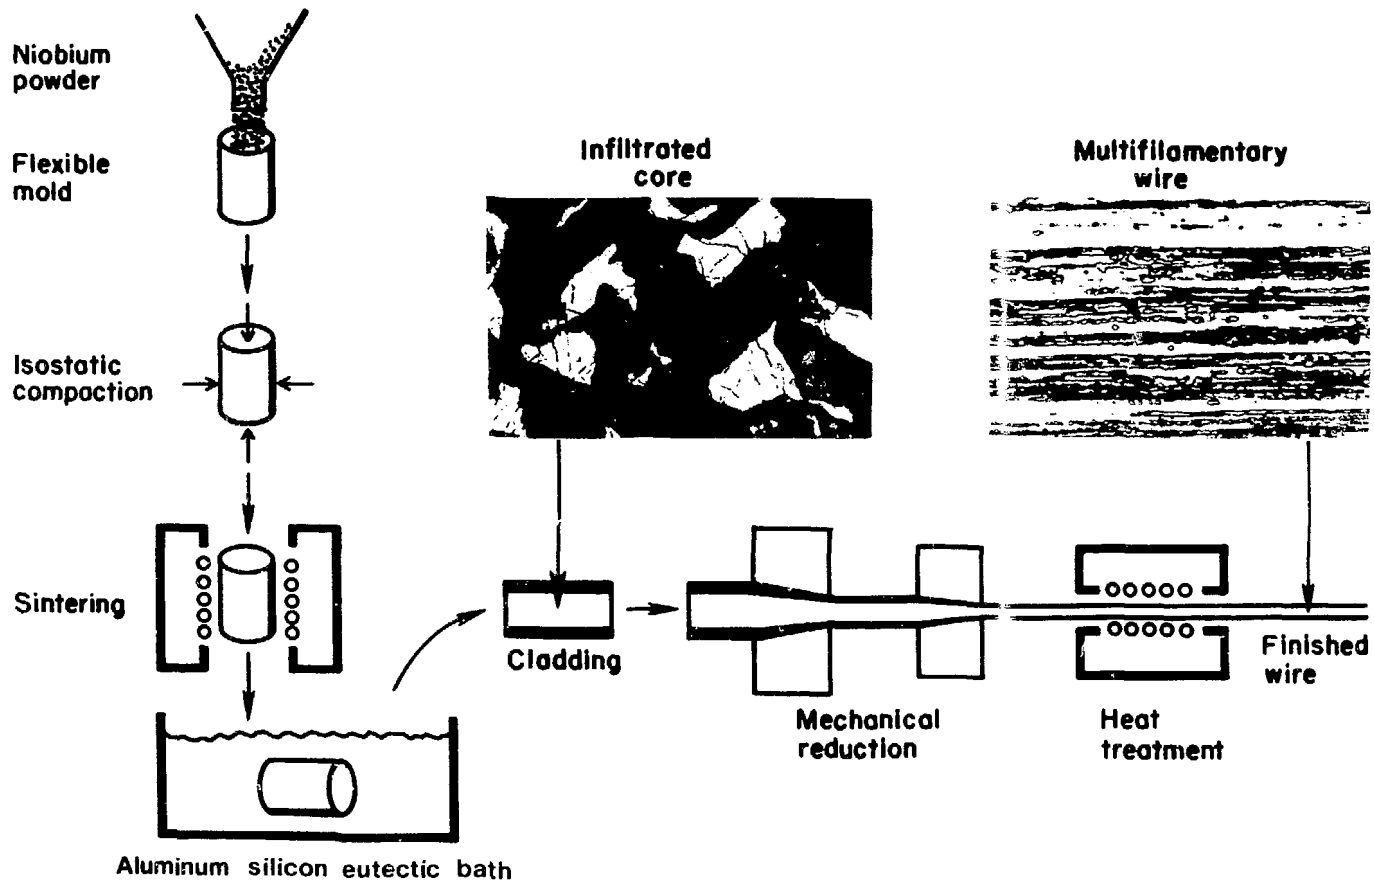 Niobium
powder
Flexible
mold
Isostatic
compaction
Sintering
Aluminum silicon eutectic bath
Infiltrated
core
Cladding
Mechanical
reduction
Heat
treatment
Multifilamentary
wire
Finished
wire